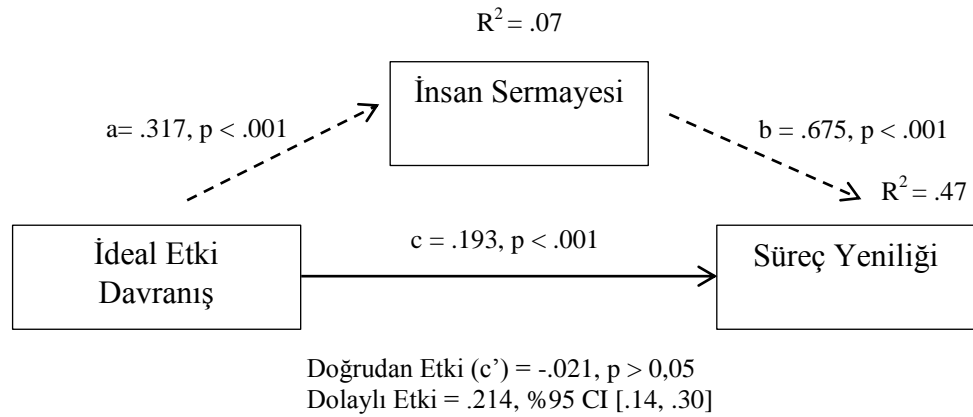 R² = .07
İnsan Sermayesi
a= .317, p < .001
b = .675, p < .001
R² = .47
İdeal Etki
Davranış
c = .193, p < .001
Süreç Yeniliği
Doğrudan Etki (c’) = -.021, p > 0,05
Dolaylı Etki = .214, %95 CI [.14, .30]